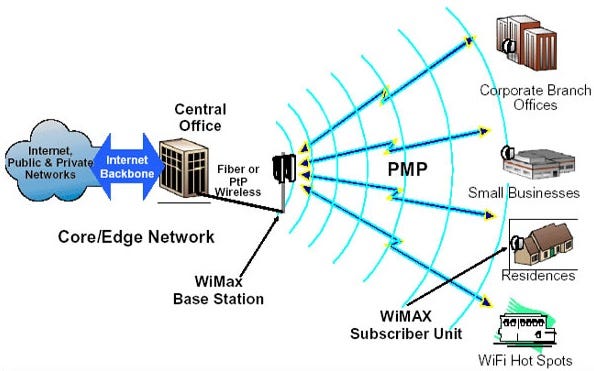 Internet,
Public & Private
Networks
Internet
Backbone
Central
Office
Fiber or
PtP
Wireless
Core/Edge Network
WiMax
Base Station
PMP
WiMAX
Subscriber Unit
Corporate Branch
Offices
Small Businesses
Residences
WiFi Hot Spots